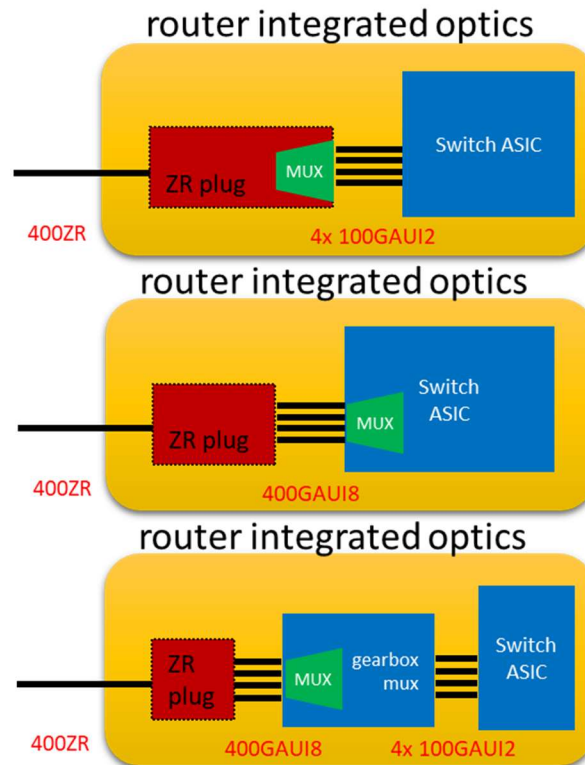 router integrated optics
Switch ASIC
MUX
ZR plug
400ZR
4x 100GAUI2
router integrated optics
Switch
ASIC
MUX
ZR plug
400ZR
400GAUI8
router integrated optics
Switch
ASIC
ZR
plug
MUX
gearbox
mux
400ZR
400GAUI8
4x 100GAUI2